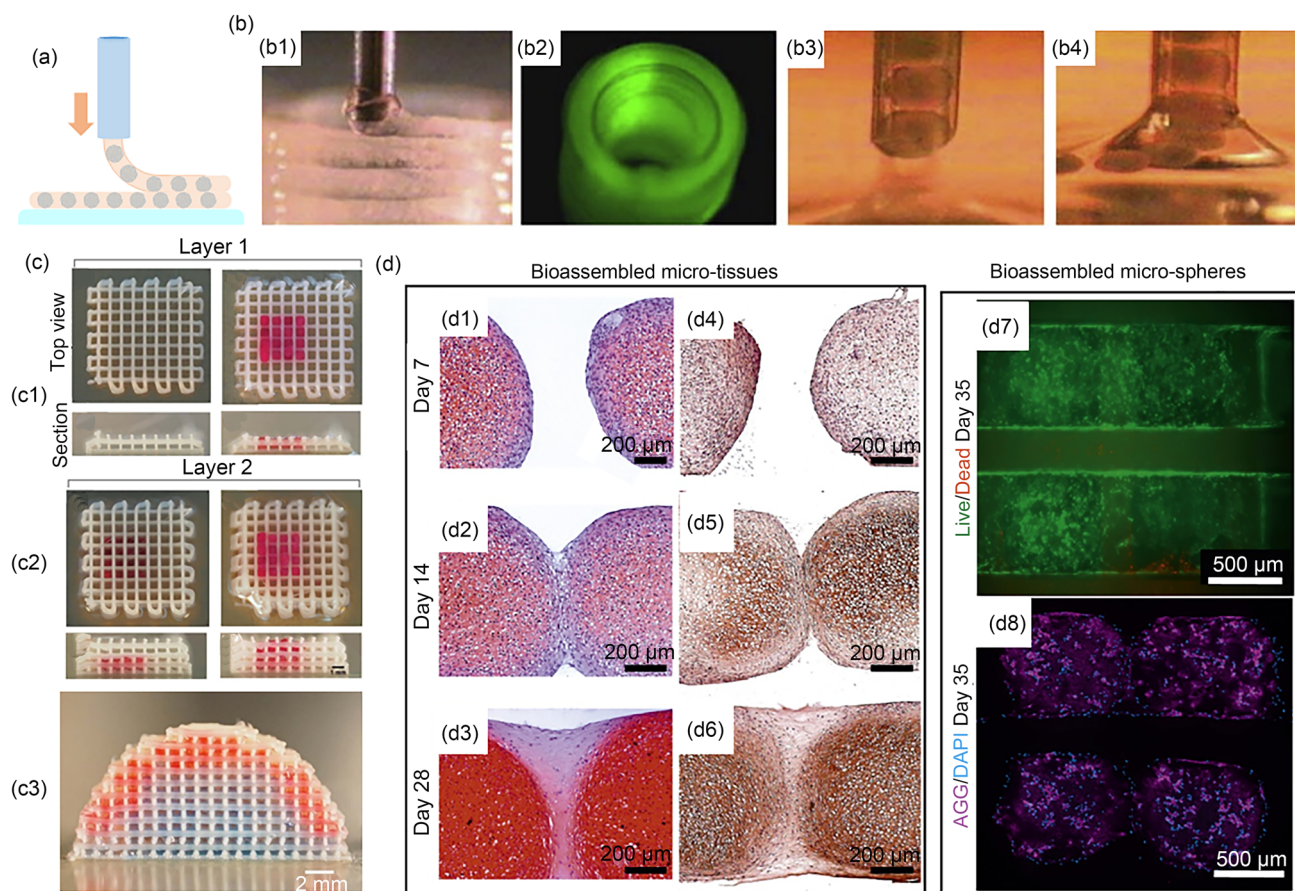 (a)
(b)
(b1)
(b2)
(b3)
(b4)
(c)
Layer 1
Top view
(c1)
Section
Layer 2
(c2)
1 mm
(c3)
2 mm
(d)
Bioassembled micro-tissues
Day 7
(d1)
200 µm
(d4)
200 µm
Day 14
(d2)
200 µm
(d5)
200 µm
Day 28
(d3)
200 µm
(d6)
200 µm
Bioassembled micro-spheres
Live/Dead Day 35
(d7)
500 µm
AGG/DAPI Day 35
(d8)
500 µm